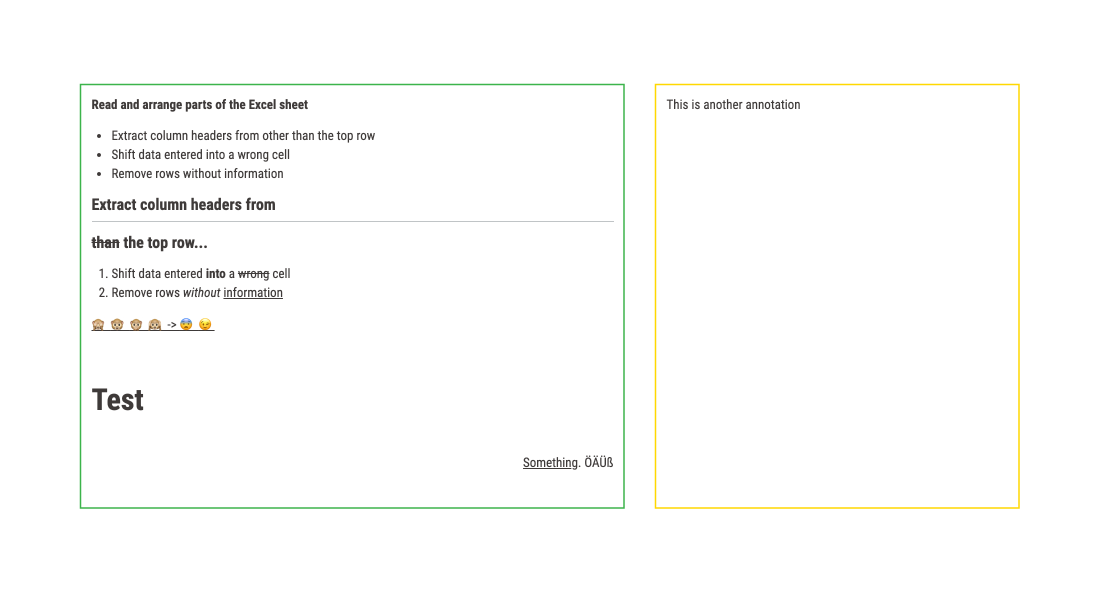 Read and arrange parts of the Excel sheet
• Extract column headers from other than the top row
• Shift data entered into a wrong cell
• Remove rows without information
Extract column headers from
than the top row...
1. Shift data entered into a wrong cell
2. Remove rows without information
🙈 🐵 🐵 🙈 -> 😨 😉
Test
Something. ÖÄÜß
This is another annotation